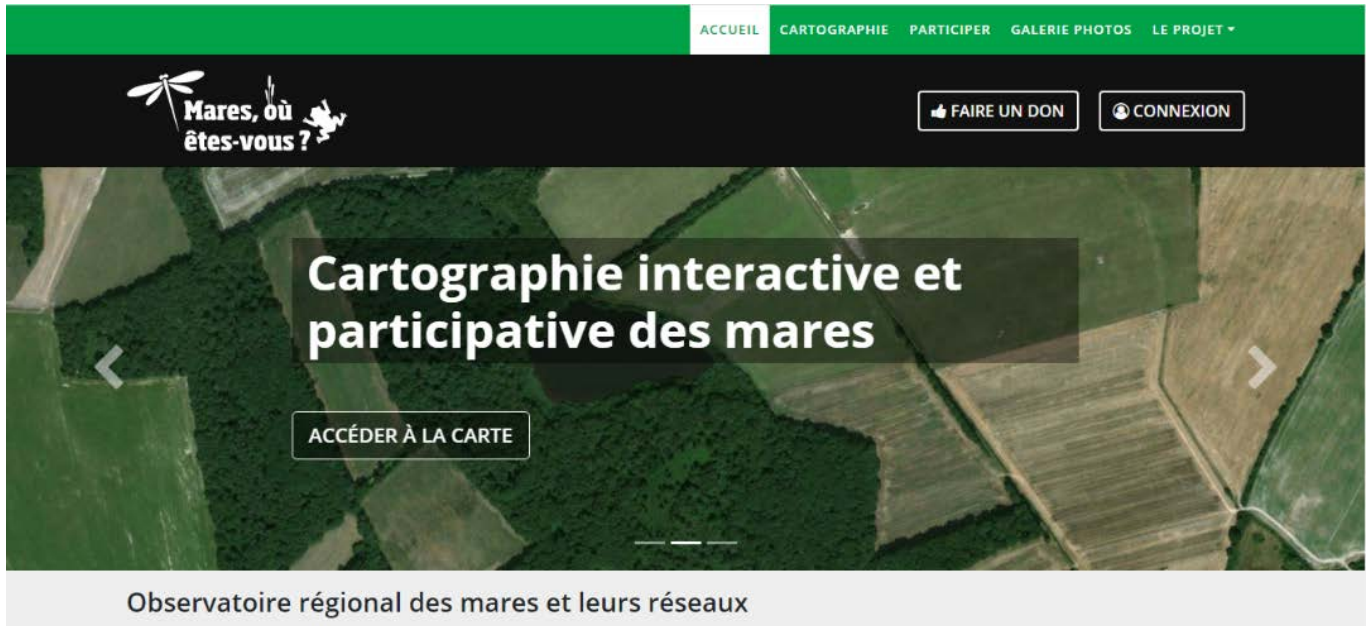 ACCUEIL CARTOGRAPHIE PARTICIPER GALERIE PHOTOS LE PROJET
Mares, où
êtes-vous ?
FAIRE UN DON CONNEXION
Cartographie interactive et
participative des mares
ACCÉDER À LA CARTE
Observatoire régional des mares et leurs réseaux